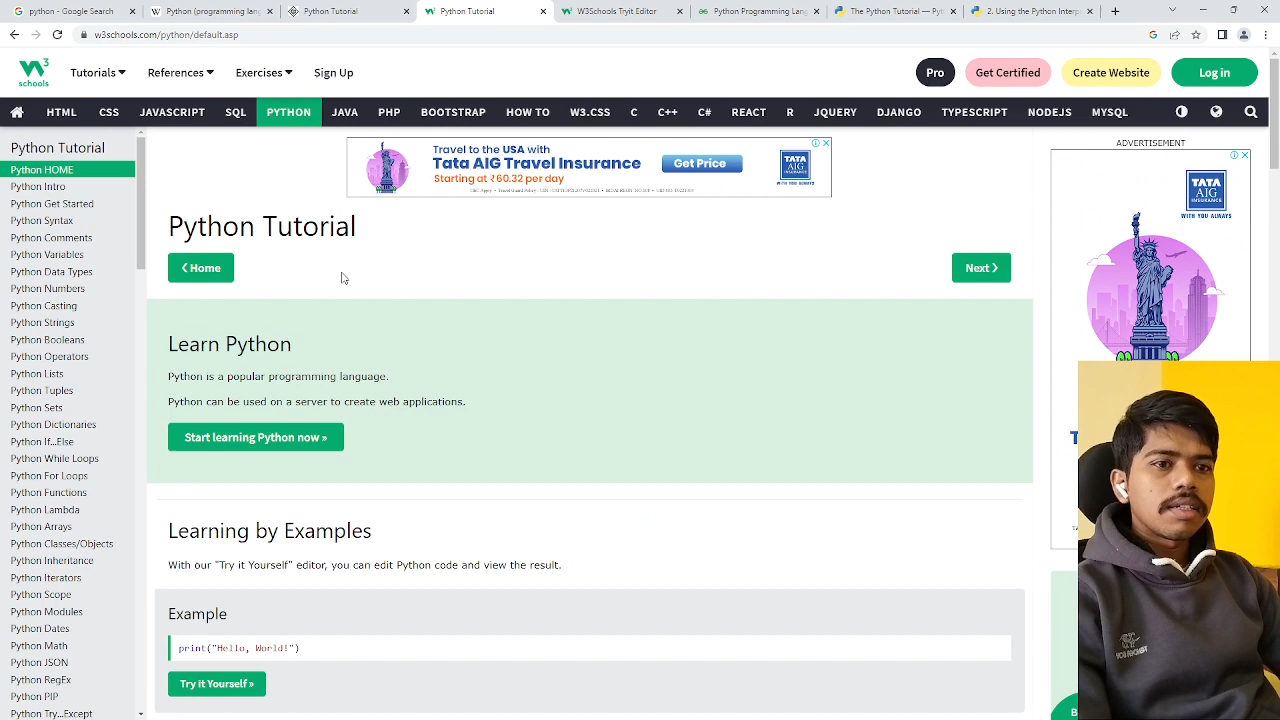 python - Google Search
Python (programming lang
Python Tutorial
Python Tutorial
W3Schools Tryit Editor
Python Programming Lang
The Python Tutorial — Pyt
2. Using the Python Interp
w3schools.com/python/default.asp
w3
schools
Tutorials
References
Exercises
Sign Up
Pro
Get Certified
Create Website
Log in
HTML
CSS
JAVASCRIPT
SQL
PYTHON
JAVA
PHP
BOOTSTRAP
HOW TO
W3.CSS
C
C++
C#
REACT
R
JQUERY
DJANGO
TYPESCRIPT
NODEJS
MYSQL
Python Tutorial
Python HOME
Python Intro
Python Get Started
Python Syntax
Python Comments
Python Variables
Python Data Types
Python Numbers
Python Casting
Python Strings
Python Booleans
Python Operators
Python Lists
Python Tuples
Python Sets
Python Dictionaries
Python If...Else
Python While Loops
Python For Loops
Python Functions
Python Lambda
Python Arrays
Python Classes/Objects
Python Inheritance
Python Iterators
Python Scope
Python Modules
Python Dates
Python Math
Python JSON
Python RegEx
Python PIP
Python Try...Except
Travel to the USA with
Tata AIG Travel Insurance
Starting at ₹60.32 per day
Get Price
TATA
AIG
INSURANCE
WITH YOU ALWAYS
Python Tutorial
❮ Home
Next ❯
Learn Python
Python is a popular programming language.
Python can be used on a server to create web applications.
Start learning Python now »
Learning by Examples
With our "Try it Yourself" editor, you can edit Python code and view the result.
Example
print("Hello, World!")
Try it Yourself »
ADVERTISEMENT
TATA
AIG
INSURANCE
WITH YOU ALWAYS